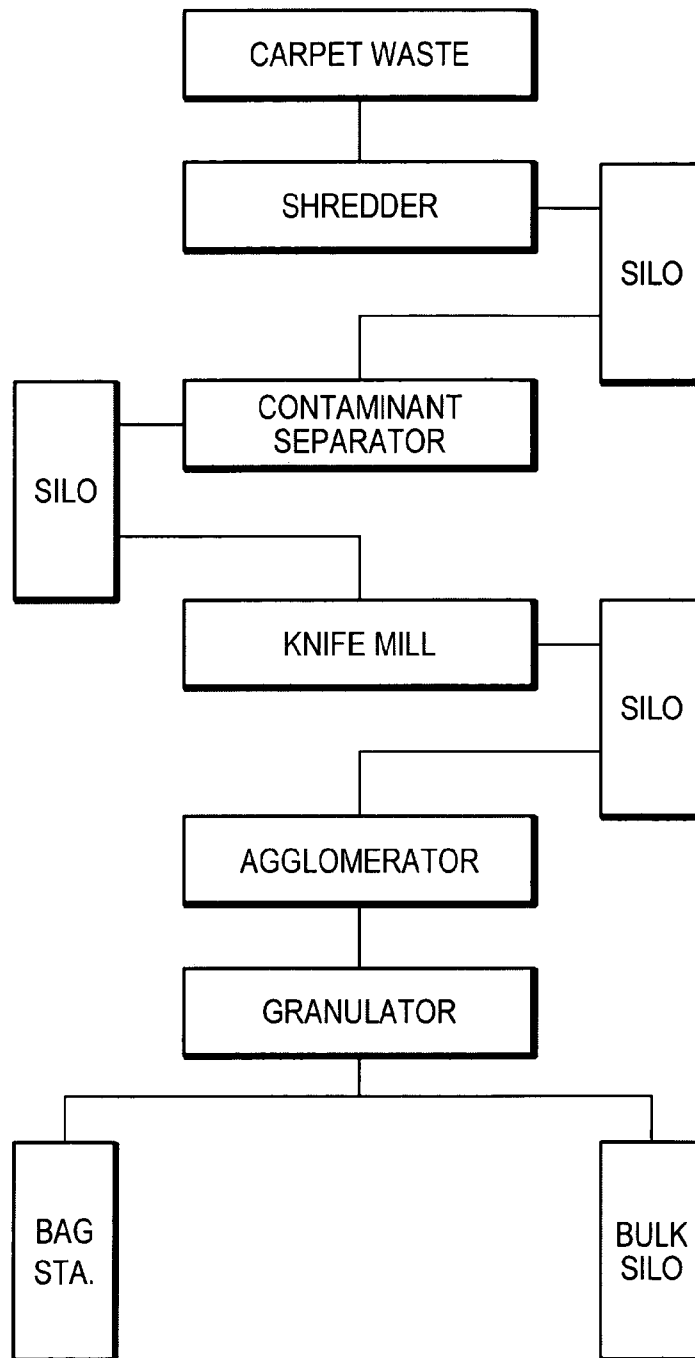 CARPET WASTE
SHREDDER
SILO
CONTAMINANT
SEPARATOR
SILO
KNIFE MILL
SILO
AGGLOMERATOR
GRANULATOR
BAG
STA.
BULK
SILO